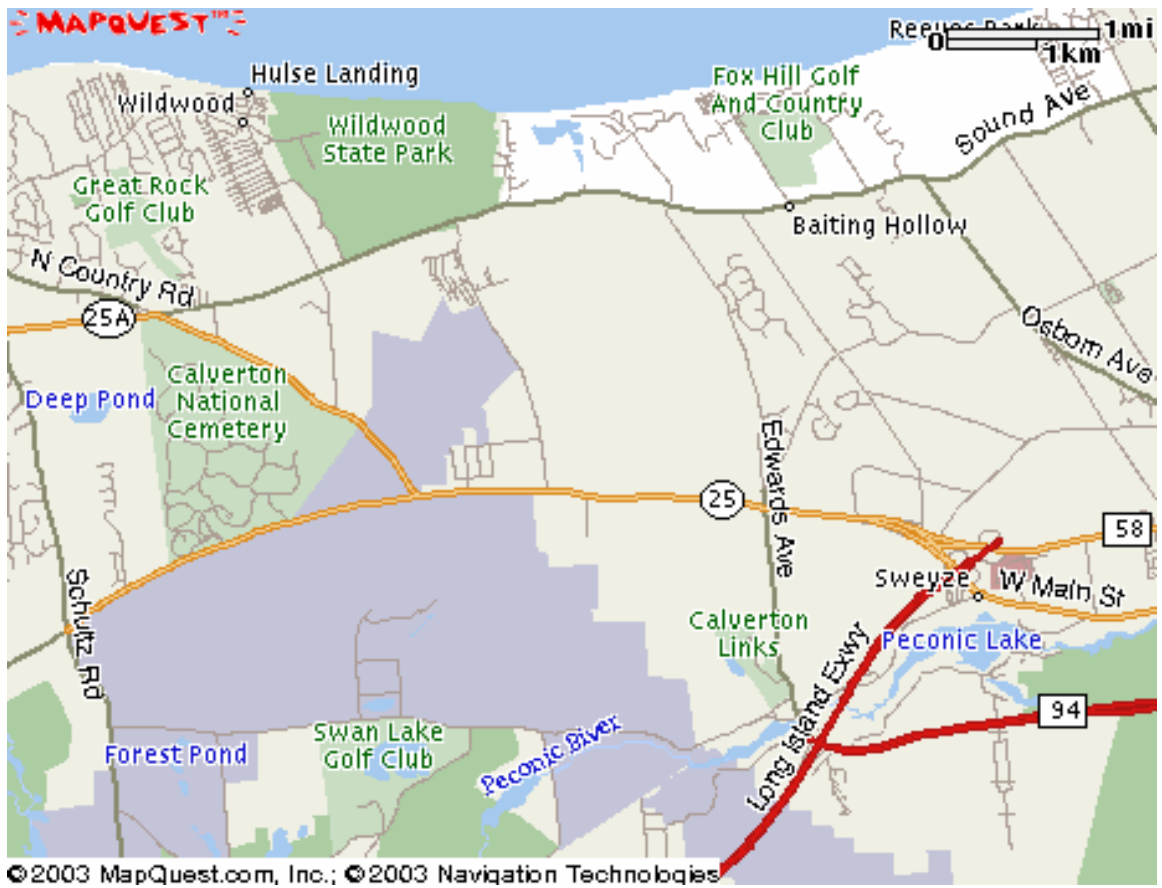 MAPQUEST™
Reeves Park
0 1mi
1km
Hulse Landing
Wildwood
Wildwood
State Park
Fox Hill Golf
And Country
Club
Sound Ave
Great Rock
Golf Club
Baiting Hollow
N Country Rd
25A
Osborn Ave
Deep Pond
Calverton
National
Cemetery
Edwards Ave
25
58
Sweyze
W Main St
Schultz Rd
Calverton
Links
Peconic Lake
Long Island Exwy
94
Forest Pond
Swan Lake
Golf Club
Peconic River
©2003 MapQuest.com, Inc.; ©2003 Navigation Technologies